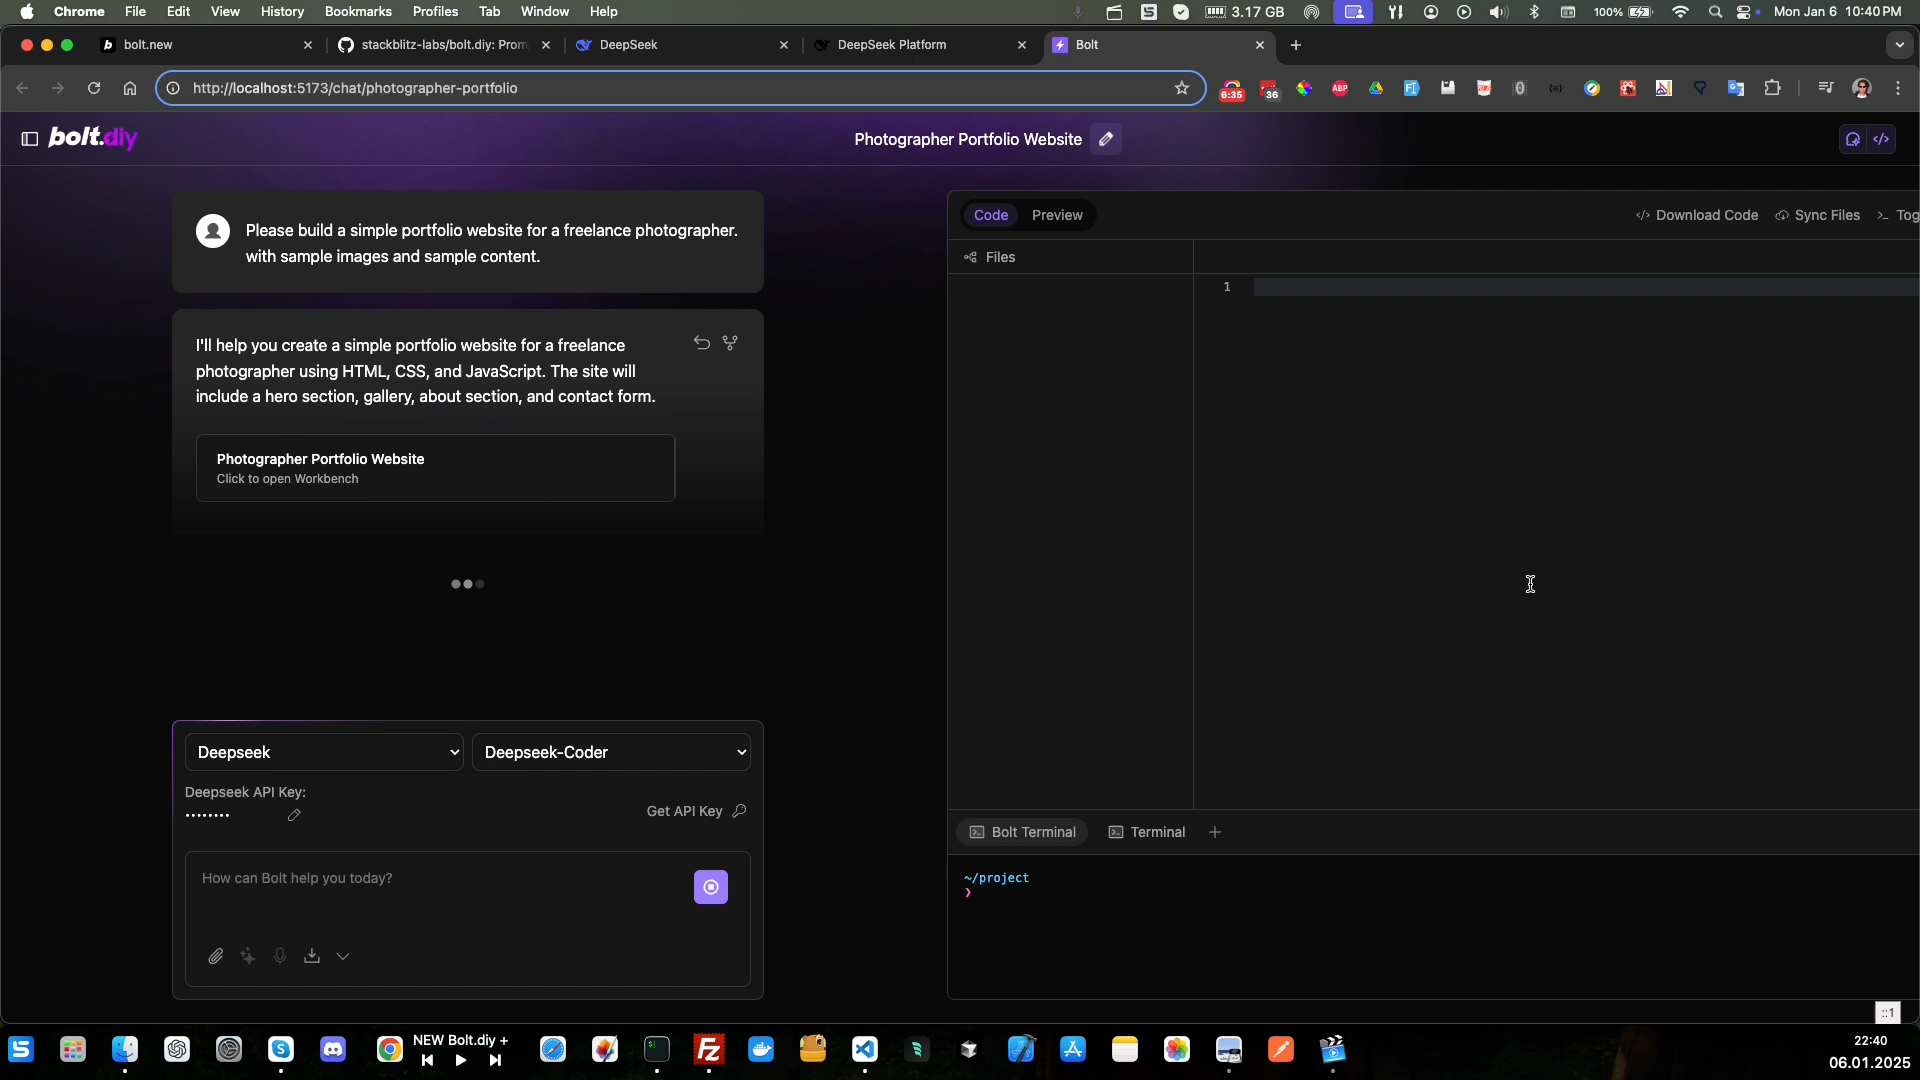 Chrome File Edit View History Bookmarks Profiles Tab Window Help 3.17 GB 100% Mon Jan 6 10:40 PM
bolt.new stackblitz-labs/bolt.diy: Prom DeepSeek DeepSeek Platform Bolt
http://localhost:5173/chat/photographer-portfolio
6:35 36 ABP
bolt.diy
Photographer Portfolio Website
Please build a simple portfolio website for a freelance photographer.
with sample images and sample content.
I'll help you create a simple portfolio website for a freelance
photographer using HTML, CSS, and JavaScript. The site will
include a hero section, gallery, about section, and contact form.
Photographer Portfolio Website
Click to open Workbench
Deepseek Deepseek-Coder
Deepseek API Key:
•••••••• Get API Key
How can Bolt help you today?
Code Preview
</> Download Code Sync Files Tog
Files
1
Bolt Terminal Terminal +
~/project
❯
::1
NEW Bolt.diy +
22:40
06.01.2025